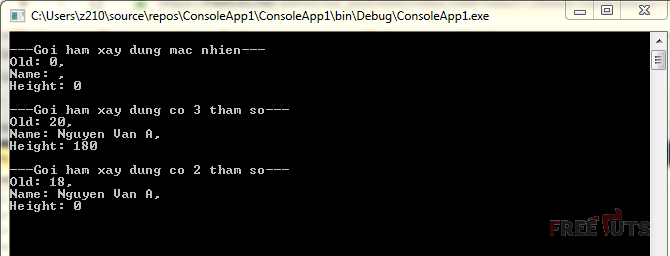 C:\Users\z210\source\repos\ConsoleApp1\ConsoleApp1\bin\Debug\ConsoleApp1.exe
---Goi ham xay dung mac nhien---
Old: 0,
Name: ,
Height: 0
---Goi ham xay dung co 3 tham so---
Old: 20,
Name: Nguyen Van A,
Height: 180
---Goi ham xay dung co 2 tham so---
Old: 18,
Name: Nguyen Van A,
Height: 0
FREETUTS